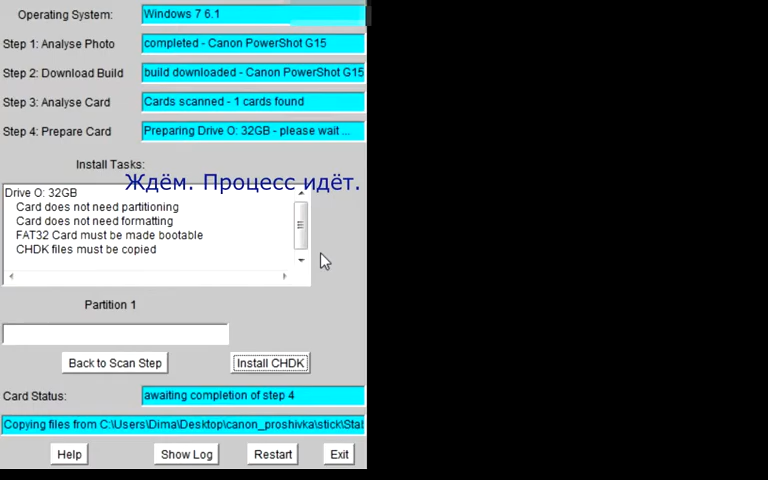 Operating System: Windows 7 6.1
Step 1: Analyse Photo completed - Canon PowerShot G15
Step 2: Download Build build downloaded - Canon PowerShot G15
Step 3: Analyse Card Cards scanned - 1 cards found
Step 4: Prepare Card Preparing Drive O: 32GB - please wait ...
Install Tasks:
Ждём. Процесс идёт.
Drive O: 32GB
Card does not need partitioning
Card does not need formatting
FAT32 Card must be made bootable
CHDK files must be copied
Partition 1
Back to Scan Step Install CHDK
Card Status: awaiting completion of step 4
Copying files from C:\Users\Dima\Desktop\canon_proshivka\stick\Stal
Help Show Log Restart Exit